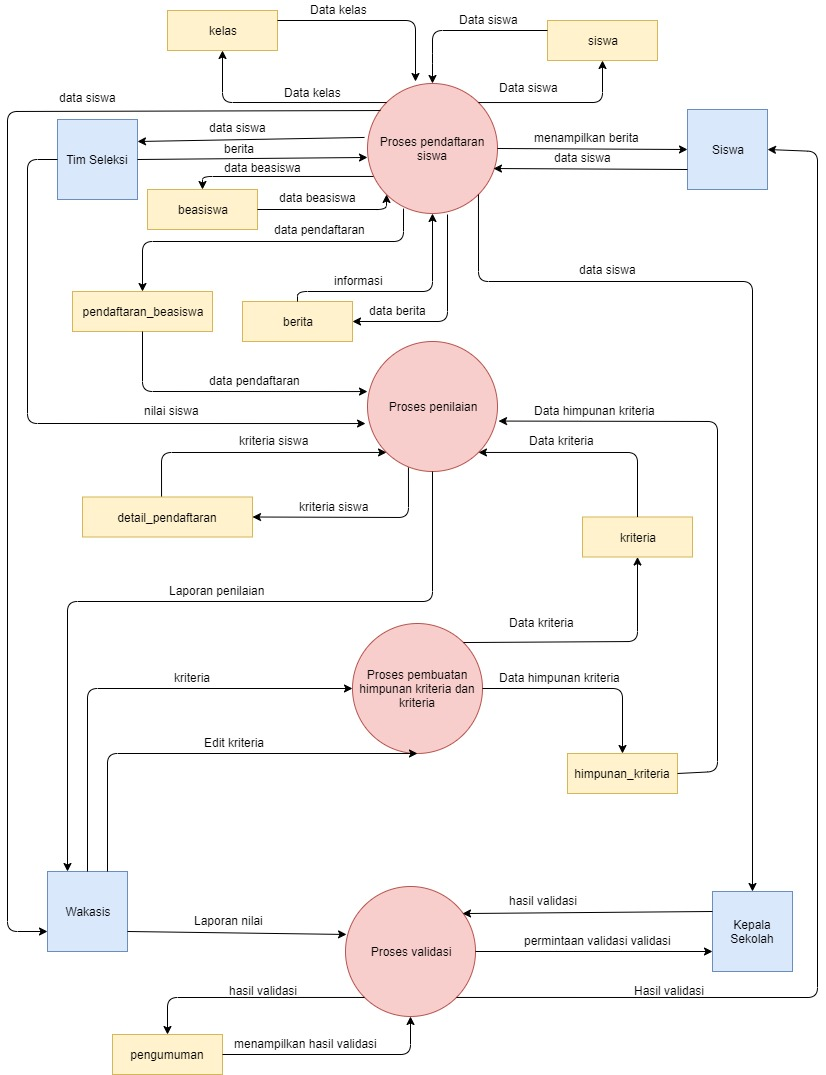 Data kelas
Data siswa
kelas
siswa
Data kelas
Data siswa
data siswa
data siswa
menampilkan berita
Proses pendaftaran
siswa
Tim Seleksi
berita
data siswa
Siswa
data beasiswa
data beasiswa
beasiswa
data pendaftaran
data siswa
informasi
pendaftaran_beasiswa
data berita
berita
data pendaftaran
Proses penilaian
nilai siswa
Data himpunan kriteria
kriteria siswa
Data kriteria
kriteria siswa
detail_pendaftaran
kriteria
Laporan penilaian
Data kriteria
kriteria
Proses pembuatan
himpunan kriteria dan
kriteria
Data himpunan kriteria
Edit kriteria
himpunan_kriteria
hasil validasi
Wakasis
Laporan nilai
Kepala
Sekolah
permintaan validasi validasi
Proses validasi
hasil validasi
Hasil validasi
menampilkan hasil validasi
pengumuman